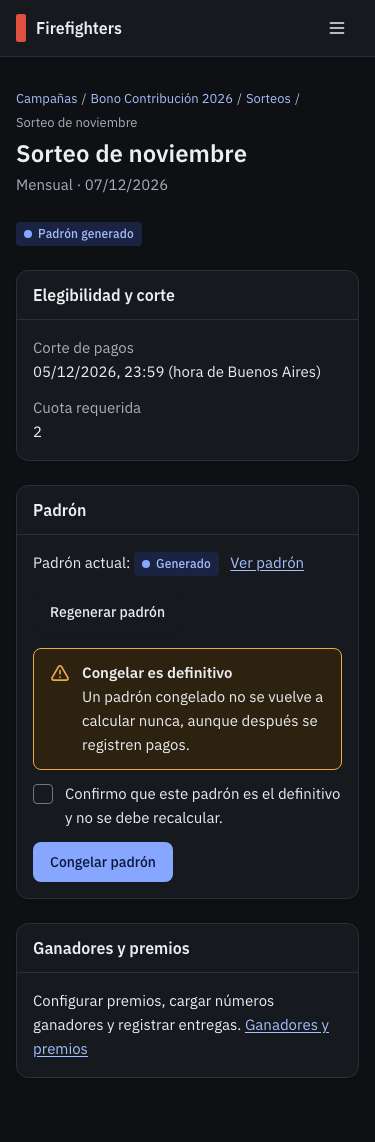 Firefighters
Campañas / Bono Contribución 2026 / Sorteos /
Sorteo de noviembre
Sorteo de noviembre
Mensual · 07/12/2026
Padrón generado
Elegibilidad y corte
Corte de pagos
05/12/2026, 23:59 (hora de Buenos Aires)
Cuota requerida
2
Padrón
Padrón actual: Generado Ver padrón
Regenerar padrón
Congelar es definitivo
Un padrón congelado no se vuelve a
calcular nunca, aunque después se
registren pagos.
Confirmo que este padrón es el definitivo
y no se debe recalcular.
Congelar padrón
Ganadores y premios
Configurar premios, cargar números
ganadores y registrar entregas. Ganadores y
premios